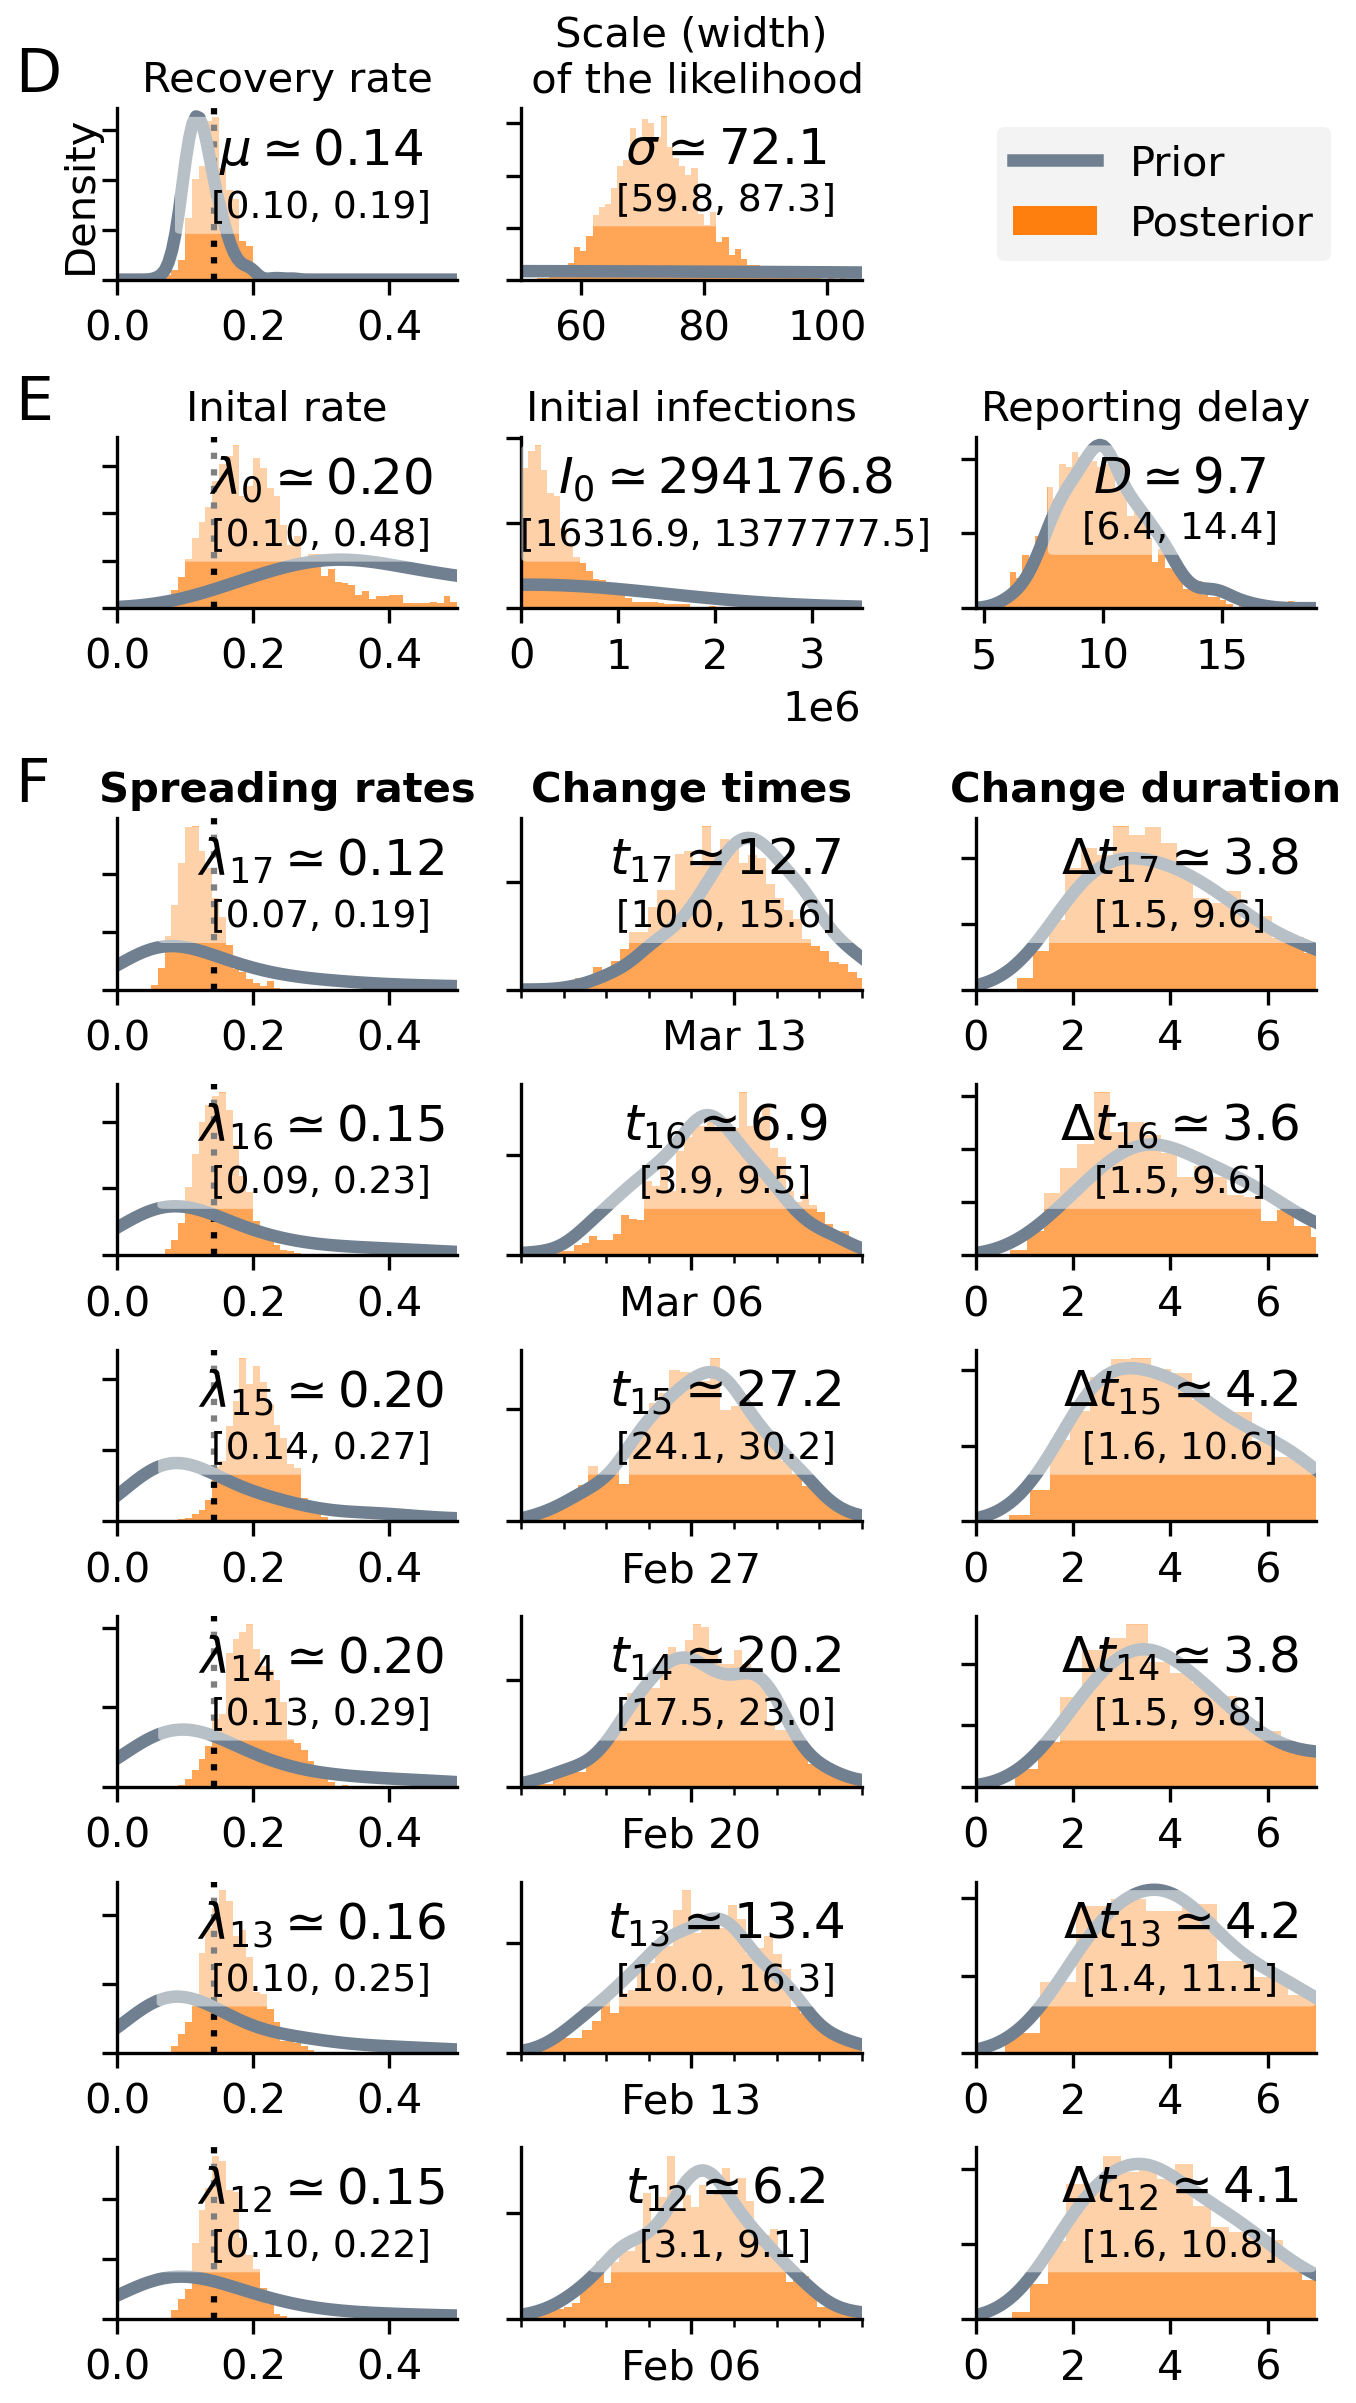 D
Recovery rate
Scale (width)
of the likelihood
Density
μ ≃ 0.14
[0.10, 0.19]
0.0 0.2 0.4
σ ≃ 72.1
[59.8, 87.3]
60 80 100
Prior
Posterior
E
Inital rate
λ0 ≃ 0.20
[0.10, 0.48]
0.0 0.2 0.4
Initial infections
I0 ≃ 294176.8
[16316.9, 1377777.5]
0 1 2 3
1e6
Reporting delay
D ≃ 9.7
[6.4, 14.4]
5 10 15
F
Spreading rates
Change times
Change duration
λ17 ≃ 0.12
[0.07, 0.19]
0.0 0.2 0.4
t17 ≃ 12.7
[10.0, 15.6]
Mar 13
Δt17 ≃ 3.8
[1.5, 9.6]
0 2 4 6
λ16 ≃ 0.15
[0.09, 0.23]
0.0 0.2 0.4
t16 ≃ 6.9
[3.9, 9.5]
Mar 06
Δt16 ≃ 3.6
[1.5, 9.6]
0 2 4 6
λ15 ≃ 0.20
[0.14, 0.27]
0.0 0.2 0.4
t15 ≃ 27.2
[24.1, 30.2]
Feb 27
Δt15 ≃ 4.2
[1.6, 10.6]
0 2 4 6
λ14 ≃ 0.20
[0.13, 0.29]
0.0 0.2 0.4
t14 ≃ 20.2
[17.5, 23.0]
Feb 20
Δt14 ≃ 3.8
[1.5, 9.8]
0 2 4 6
λ13 ≃ 0.16
[0.10, 0.25]
0.0 0.2 0.4
t13 ≃ 13.4
[10.0, 16.3]
Feb 13
Δt13 ≃ 4.2
[1.4, 11.1]
0 2 4 6
λ12 ≃ 0.15
[0.10, 0.22]
0.0 0.2 0.4
t12 ≃ 6.2
[3.1, 9.1]
Feb 06
Δt12 ≃ 4.1
[1.6, 10.8]
0 2 4 6